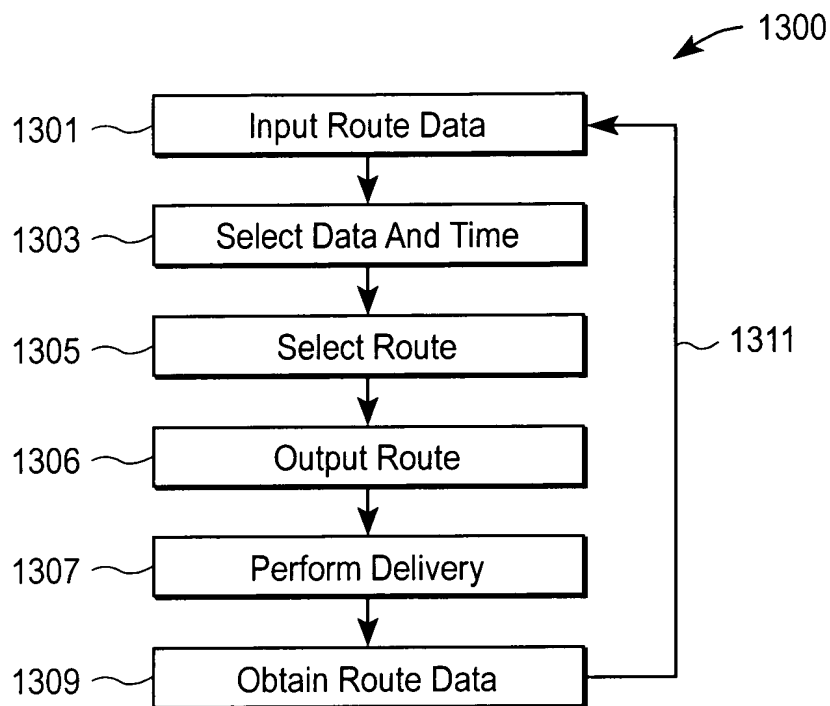 1300
1301 Input Route Data
1303 Select Data And Time
1305 Select Route
1311
1306 Output Route
1307 Perform Delivery
1309 Obtain Route Data